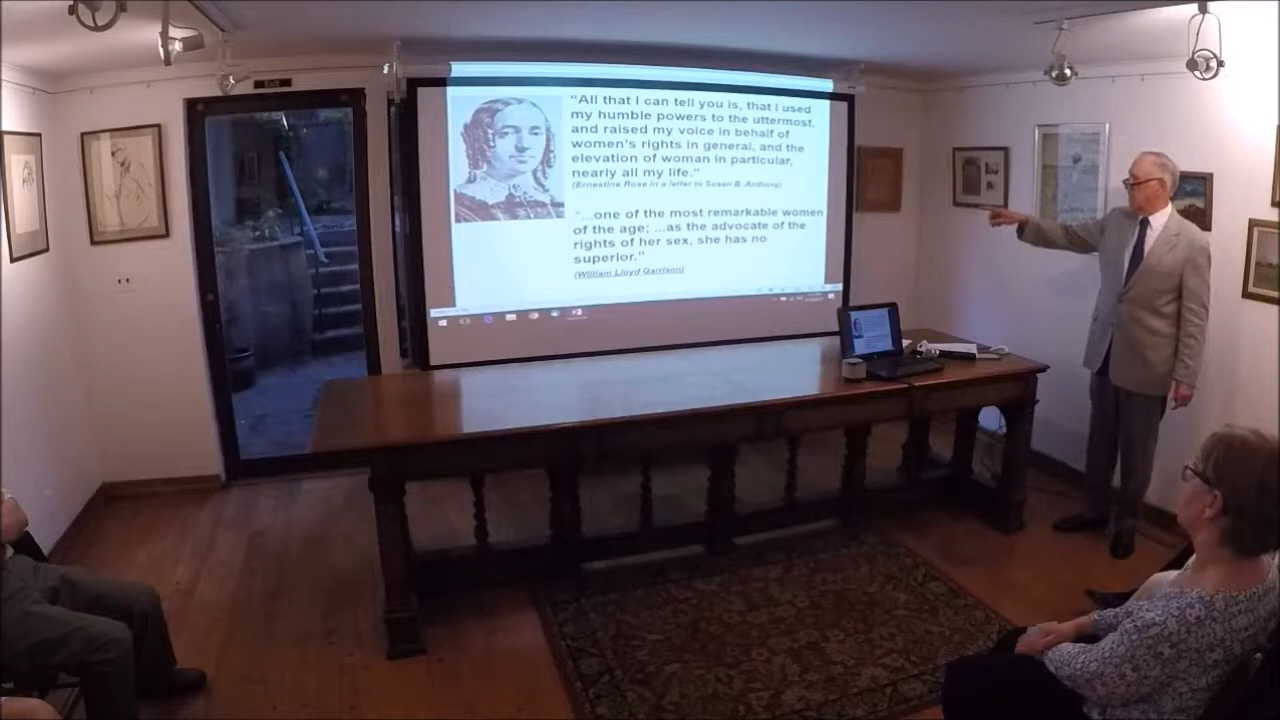 "All that I can tell you is, that I used
my humble powers to the uttermost,
and raised my voice in behalf of
women's rights in general, and the
elevation of woman in particular,
nearly all my life."
(Ernestine Rose in a letter to Susan B. Anthony)
"...one of the most remarkable women
of the age; ...as the advocate of the
rights of her sex, she has no
superior."
(William Lloyd Garrison)